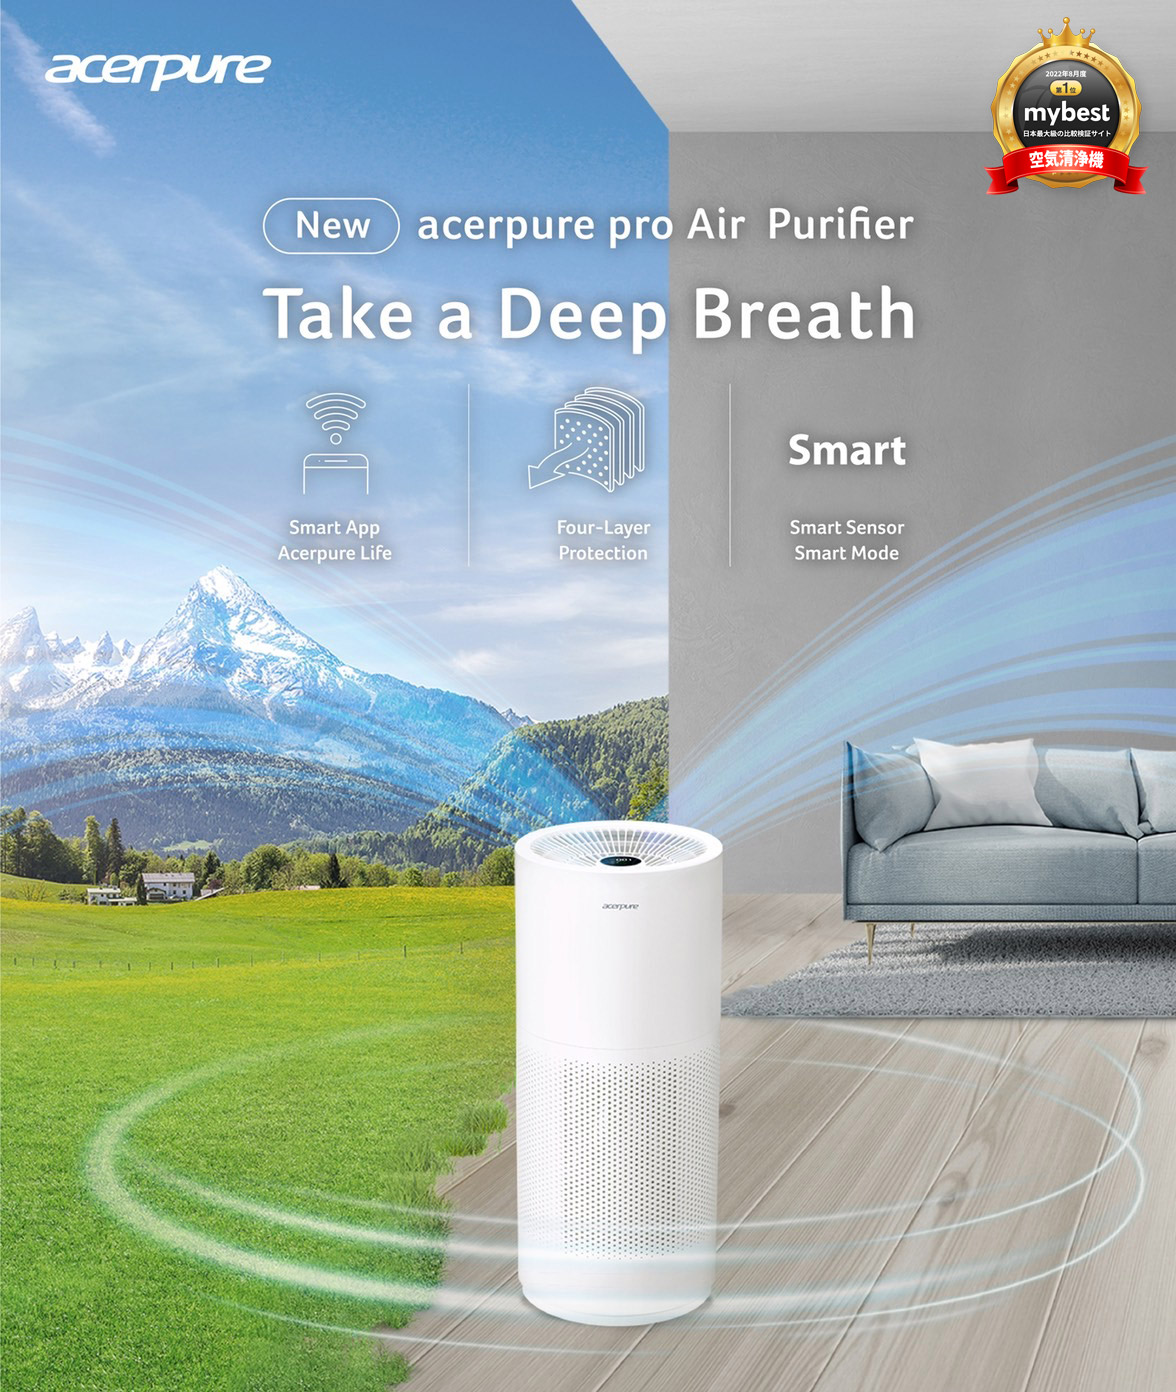 acerpure
2022年8月度
第1位
mybest
日本最大級の比較検証サイト
空気清浄機
New acerpure pro Air Purifier
Take a Deep Breath
Smart
Smart App
Acerpure Life
Four-Layer
Protection
Smart Sensor
Smart Mode
acerpure